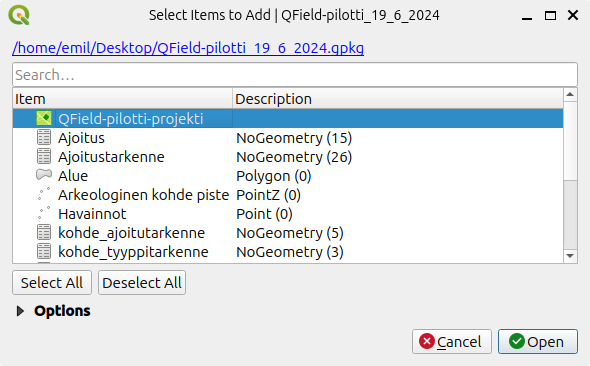 Select Items to Add | QField-pilotti_19_6_2024
/home/emil/Desktop/QField-pilotti_19_6_2024.gpkg
Search…
Item Description
QField-pilotti-projekti
Ajoitus NoGeometry (15)
Ajoitustarkenne NoGeometry (26)
Alue Polygon (0)
Arkeologinen kohde piste PointZ (0)
Havainnot Point (0)
kohde_ajoitutarkenne NoGeometry (5)
kohde_tyyppitarkenne NoGeometry (3)
Select All Deselect All
Options
Cancel Open